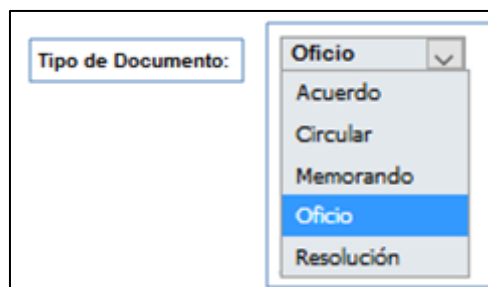 Tipo de Documento:
Oficio
Acuerdo
Circular
Memorando
Oficio
Resolución